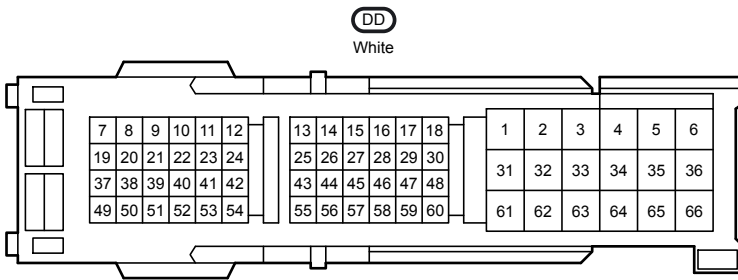 DD
White
7 8 9 10 11 12 13 14 15 16 17 18 1 2 3 4 5 6
19 20 21 22 23 24 25 26 27 28 29 30 31 32 33 34 35 36
37 38 39 40 41 42 43 44 45 46 47 48
49 50 51 52 53 54 55 56 57 58 59 60 61 62 63 64 65 66